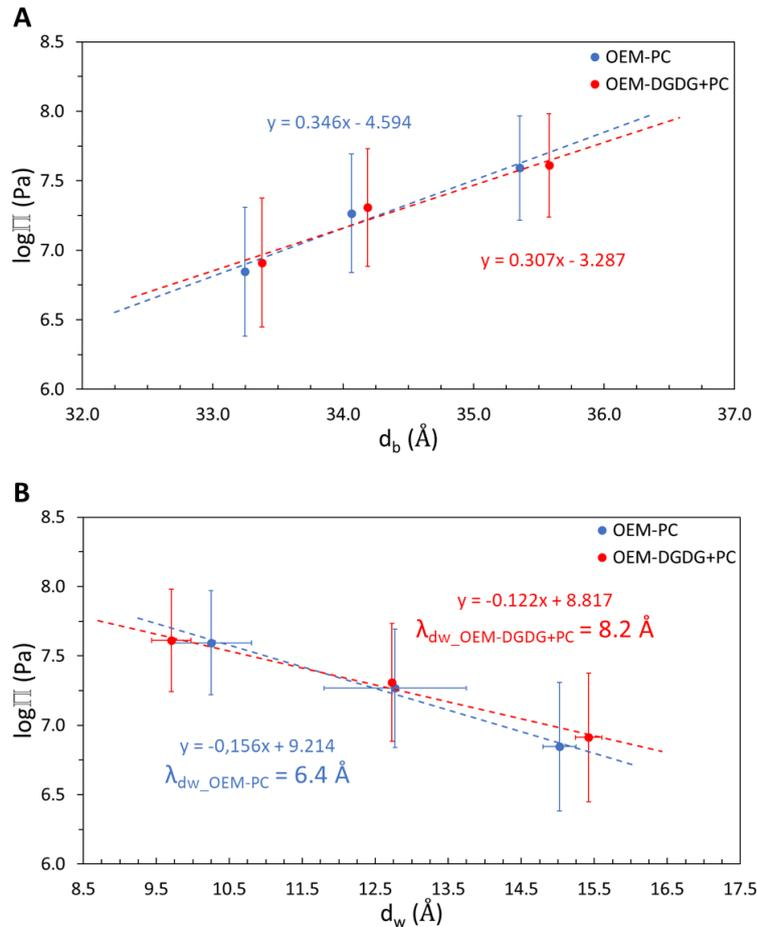 A
8.5
8.0
7.5
7.0
6.5
6.0
logΠ (Pa)
OEM-PC
OEM-DGDG+PC
y = 0.346x - 4.594
y = 0.307x - 3.287
32.0 33.0 34.0 35.0 36.0 37.0
d_b (Å)
B
8.5
8.0
7.5
7.0
6.5
6.0
logΠ (Pa)
OEM-PC
OEM-DGDG+PC
y = -0.122x + 8.817
λ_dw_OEM-DGDG+PC = 8.2 Å
y = -0,156x + 9.214
λ_dw_OEM-PC = 6.4 Å
8.5 9.5 10.5 11.5 12.5 13.5 14.5 15.5 16.5 17.5
d_w (Å)